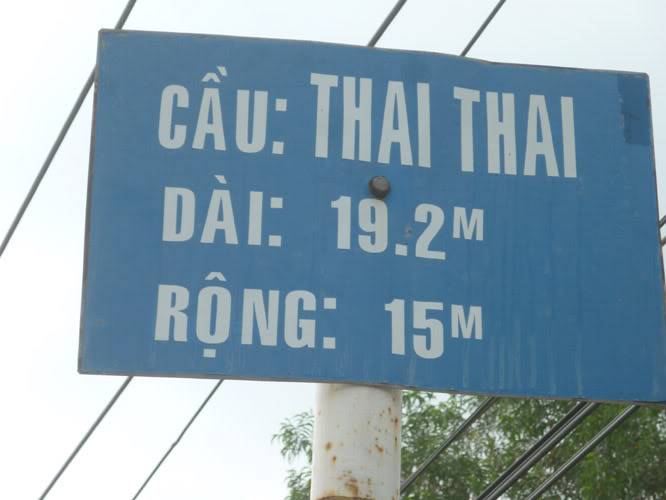 CẦU: THAI THAI
DÀI: 19.2M
RỘNG: 15M